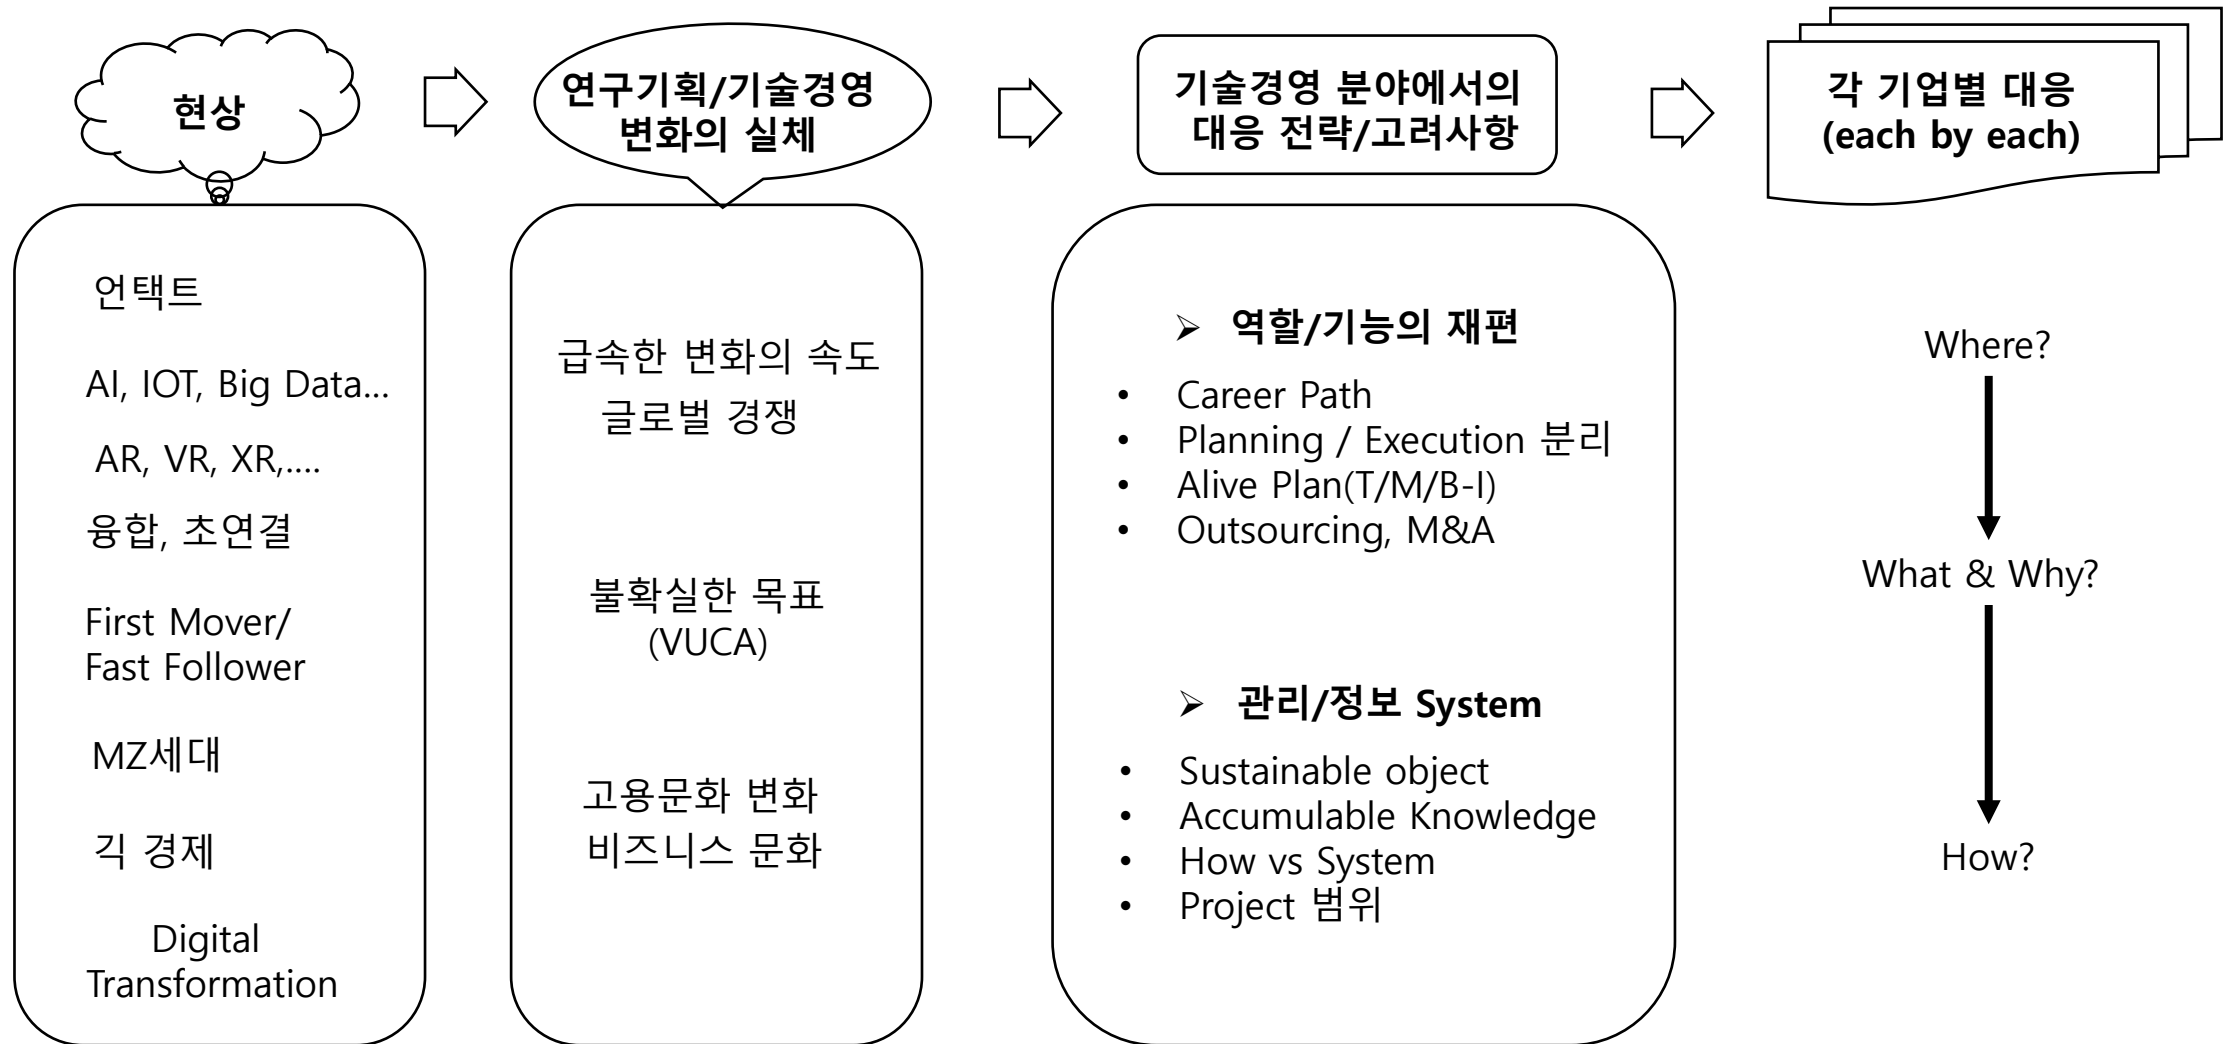 현상
언택트
AI, IOT, Big Data...
AR, VR, XR,....
융합, 초연결
First Mover/
Fast Follower
MZ세대
긱 경제
Digital
Transformation
연구기획/기술경영
변화의 실체
급속한 변화의 속도
글로벌 경쟁
불확실한 목표
(VUCA)
고용문화 변화
비즈니스 문화
기술경영 분야에서의
대응 전략/고려사항
➢ 역할/기능의 재편
• Career Path
• Planning / Execution 분리
• Alive Plan(T/M/B-I)
• Outsourcing, M&A
➢ 관리/정보 System
• Sustainable object
• Accumulable Knowledge
• How vs System
• Project 범위
각 기업별 대응
(each by each)
Where?
What & Why?
How?